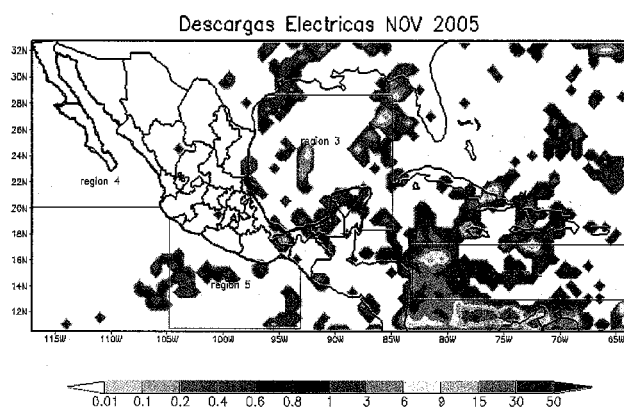 Descargas Electricas NOV 2005
32N
30N
28N
26N
region 3
24N
22N
region 4
20N
18N
16N
14N
region 5
12N
115W 110W 105W 100W 95W 90W 85W 80W 75W 70W 65W
0.01 0.1 0.2 0.4 0.6 0.8 1 3 6 9 15 30 50